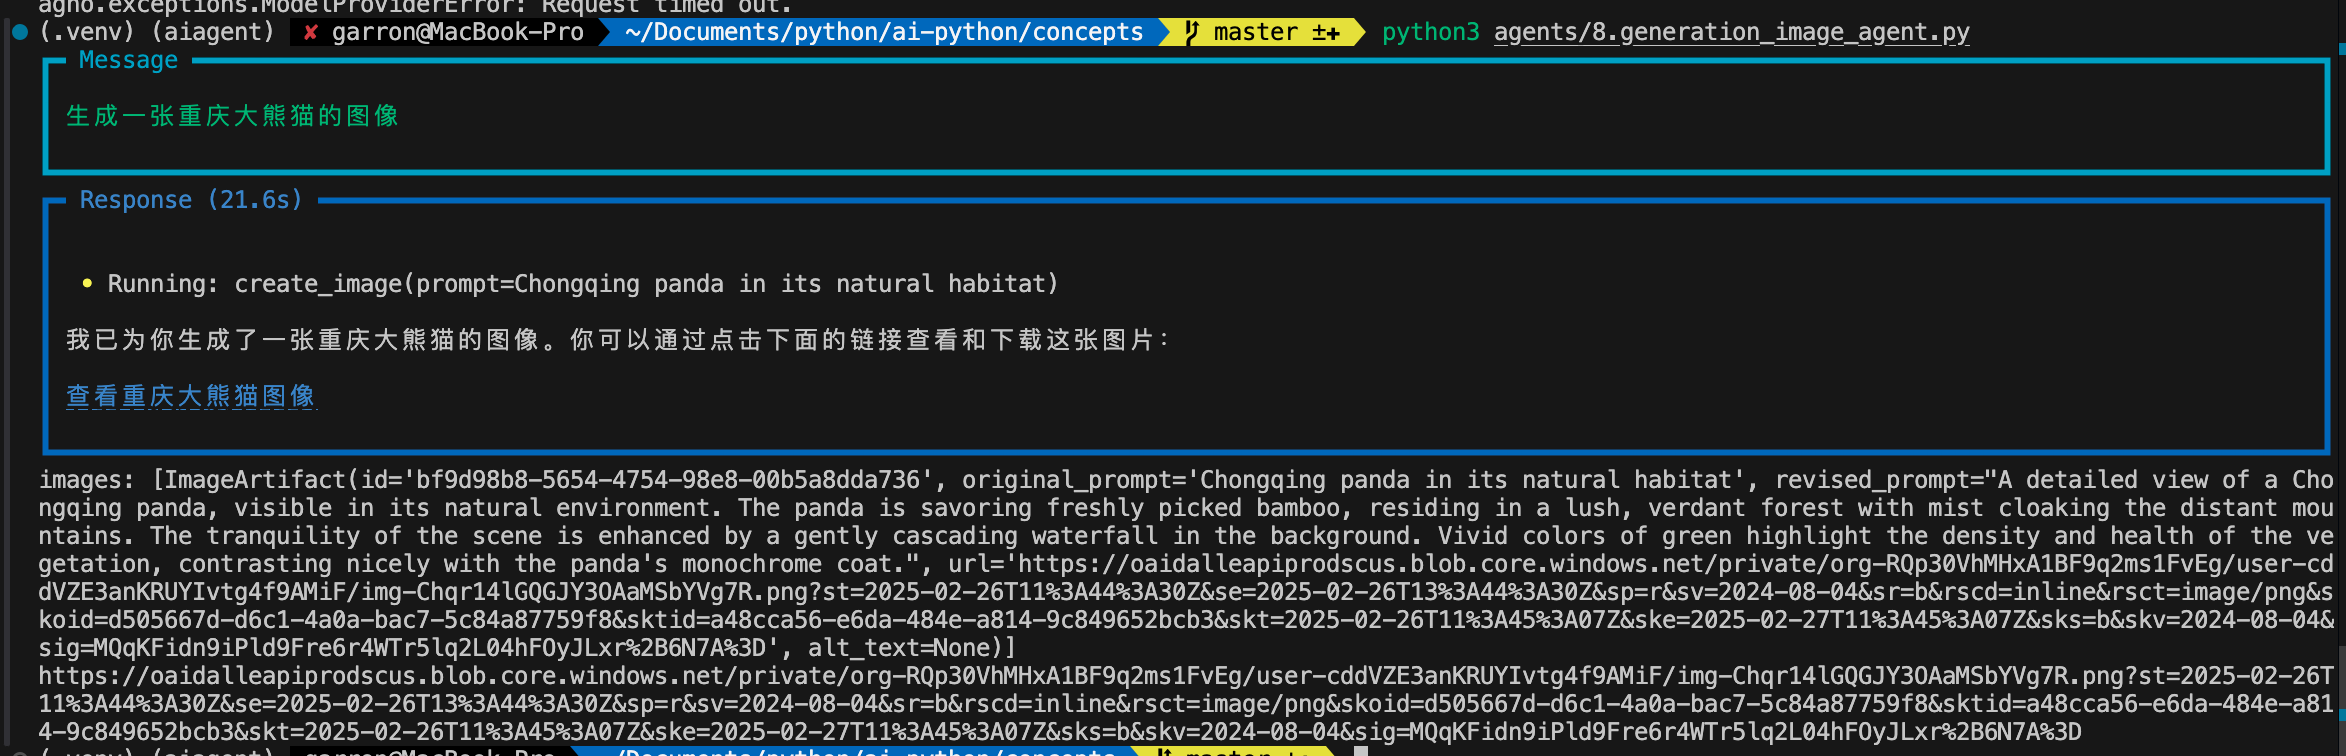 agno.exceptions.ModelProviderError: Request timed out.
(.venv) (aiagent) ✘ garron@MacBook-Pro ~/Documents/python/ai-python/concepts master ±✚ python3 agents/8.generation_image_agent.py
Message
生成一张重庆大熊猫的图像
Response (21.6s)
• Running: create_image(prompt=Chongqing panda in its natural habitat)
我已为你生成了一张重庆大熊猫的图像。你可以通过点击下面的链接查看和下载这张图片：
查看重庆大熊猫图像
images: [ImageArtifact(id='bf9d98b8-5654-4754-98e8-00b5a8dda736', original_prompt='Chongqing panda in its natural habitat', revised_prompt="A detailed view of a Cho
ngqing panda, visible in its natural environment. The panda is savoring freshly picked bamboo, residing in a lush, verdant forest with mist cloaking the distant mou
ntains. The tranquility of the scene is enhanced by a gently cascading waterfall in the background. Vivid colors of green highlight the density and health of the ve
getation, contrasting nicely with the panda's monochrome coat.", url='https://oaidalleapiprodscus.blob.core.windows.net/private/org-RQp30VhMHxA1BF9q2ms1FvEg/user-cd
dVZE3anKRUYIvtg4f9AMiF/img-Chqr14lGQGJY3OAaMSbYVg7R.png?st=2025-02-26T11%3A44%3A30Z&se=2025-02-26T13%3A44%3A30Z&sp=r&sv=2024-08-04&sr=b&rscd=inline&rsct=image/png&s
koid=d505667d-d6c1-4a0a-bac7-5c84a87759f8&sktid=a48cca56-e6da-484e-a814-9c849652bcb3&skt=2025-02-26T11%3A45%3A07Z&ske=2025-02-27T11%3A45%3A07Z&sks=b&skv=2024-08-04&
sig=MQqKFidn9iPld9Fre6r4WTr5lq2L04hFOyJLxr%2B6N7A%3D', alt_text=None)]
https://oaidalleapiprodscus.blob.core.windows.net/private/org-RQp30VhMHxA1BF9q2ms1FvEg/user-cddVZE3anKRUYIvtg4f9AMiF/img-Chqr14lGQGJY3OAaMSbYVg7R.png?st=2025-02-26T
11%3A44%3A30Z&se=2025-02-26T13%3A44%3A30Z&sp=r&sv=2024-08-04&sr=b&rscd=inline&rsct=image/png&skoid=d505667d-d6c1-4a0a-bac7-5c84a87759f8&sktid=a48cca56-e6da-484e-a81
4-9c849652bcb3&skt=2025-02-26T11%3A45%3A07Z&ske=2025-02-27T11%3A45%3A07Z&sks=b&skv=2024-08-04&sig=MQqKFidn9iPld9Fre6r4WTr5lq2L04hFOyJLxr%2B6N7A%3D
(.venv) (aiagent) garron@MacBook-Pro ~/Documents/python/ai-python/concepts master